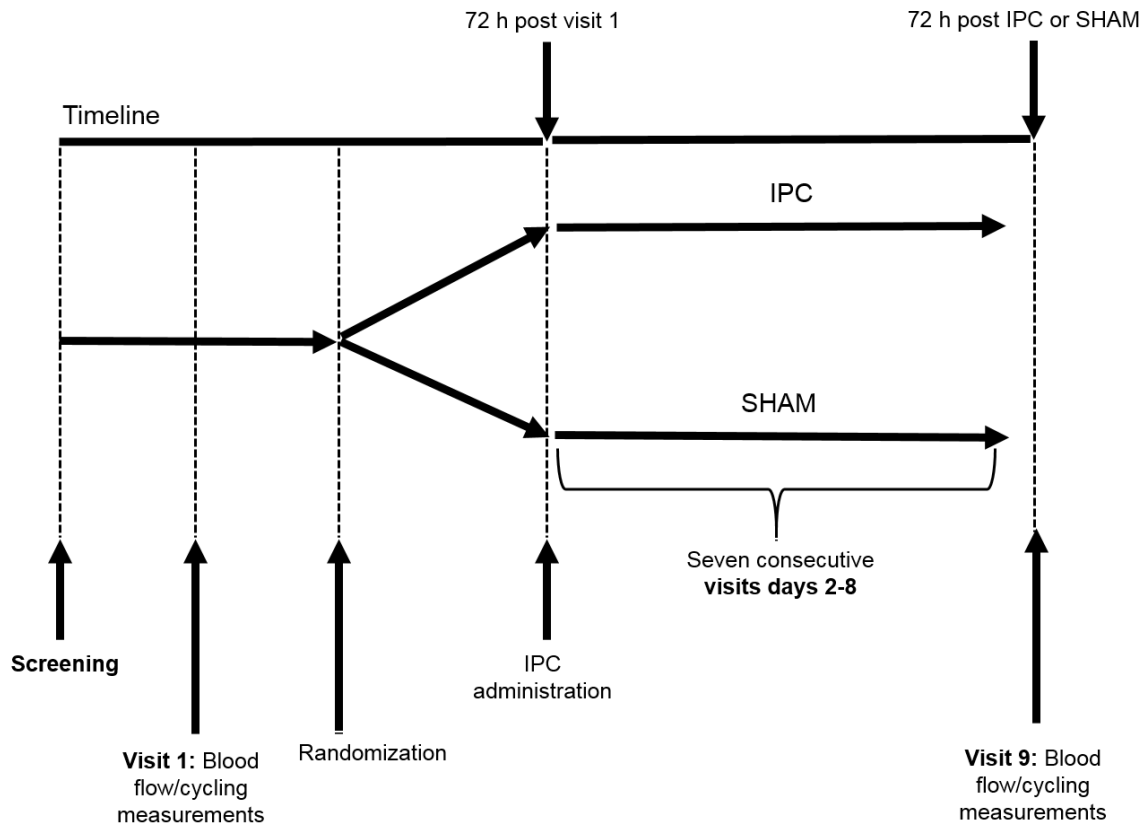 72 h post visit 1
72 h post IPC or SHAM
Timeline
IPC
SHAM
Seven consecutive
visits days 2-8
Screening
IPC
administration
Visit 1: Blood
flow/cycling
measurements
Randomization
Visit 9: Blood
flow/cycling
measurements